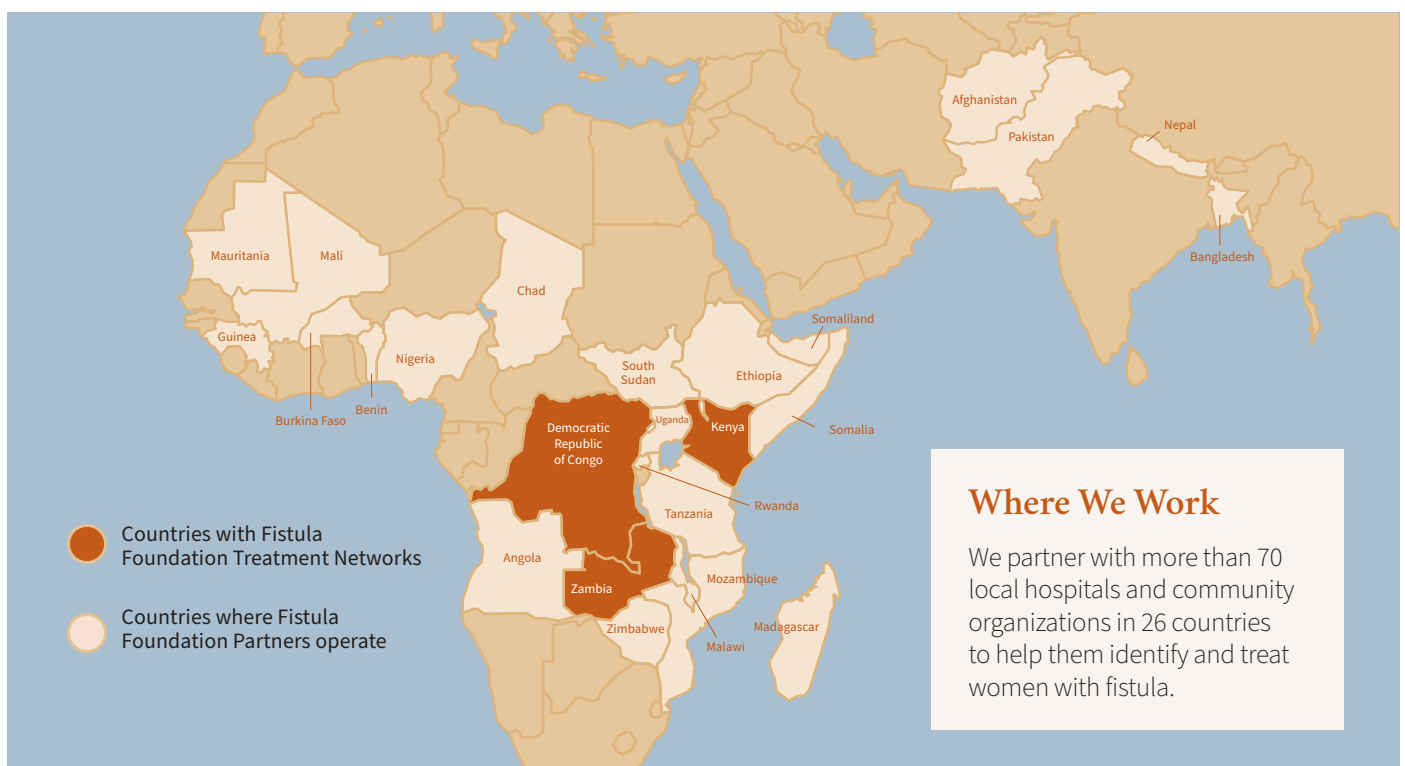 Afghanistan
Nepal
Pakistan
Mauritania
Mali
Bangladesh
Chad
Somaliland
Guinea
Nigeria
South
Sudan
Ethiopia
Benin
Burkina Faso
Uganda
Kenya
Somalia
Democratic
Republic
of Congo
Rwanda
Tanzania
Angola
Mozambique
Zambia
Zimbabwe
Madagascar
Malawi
Countries with Fistula
Foundation Treatment Networks
Countries where Fistula
Foundation Partners operate
Where We Work
We partner with more than 70
local hospitals and community
organizations in 26 countries
to help them identify and treat
women with fistula.